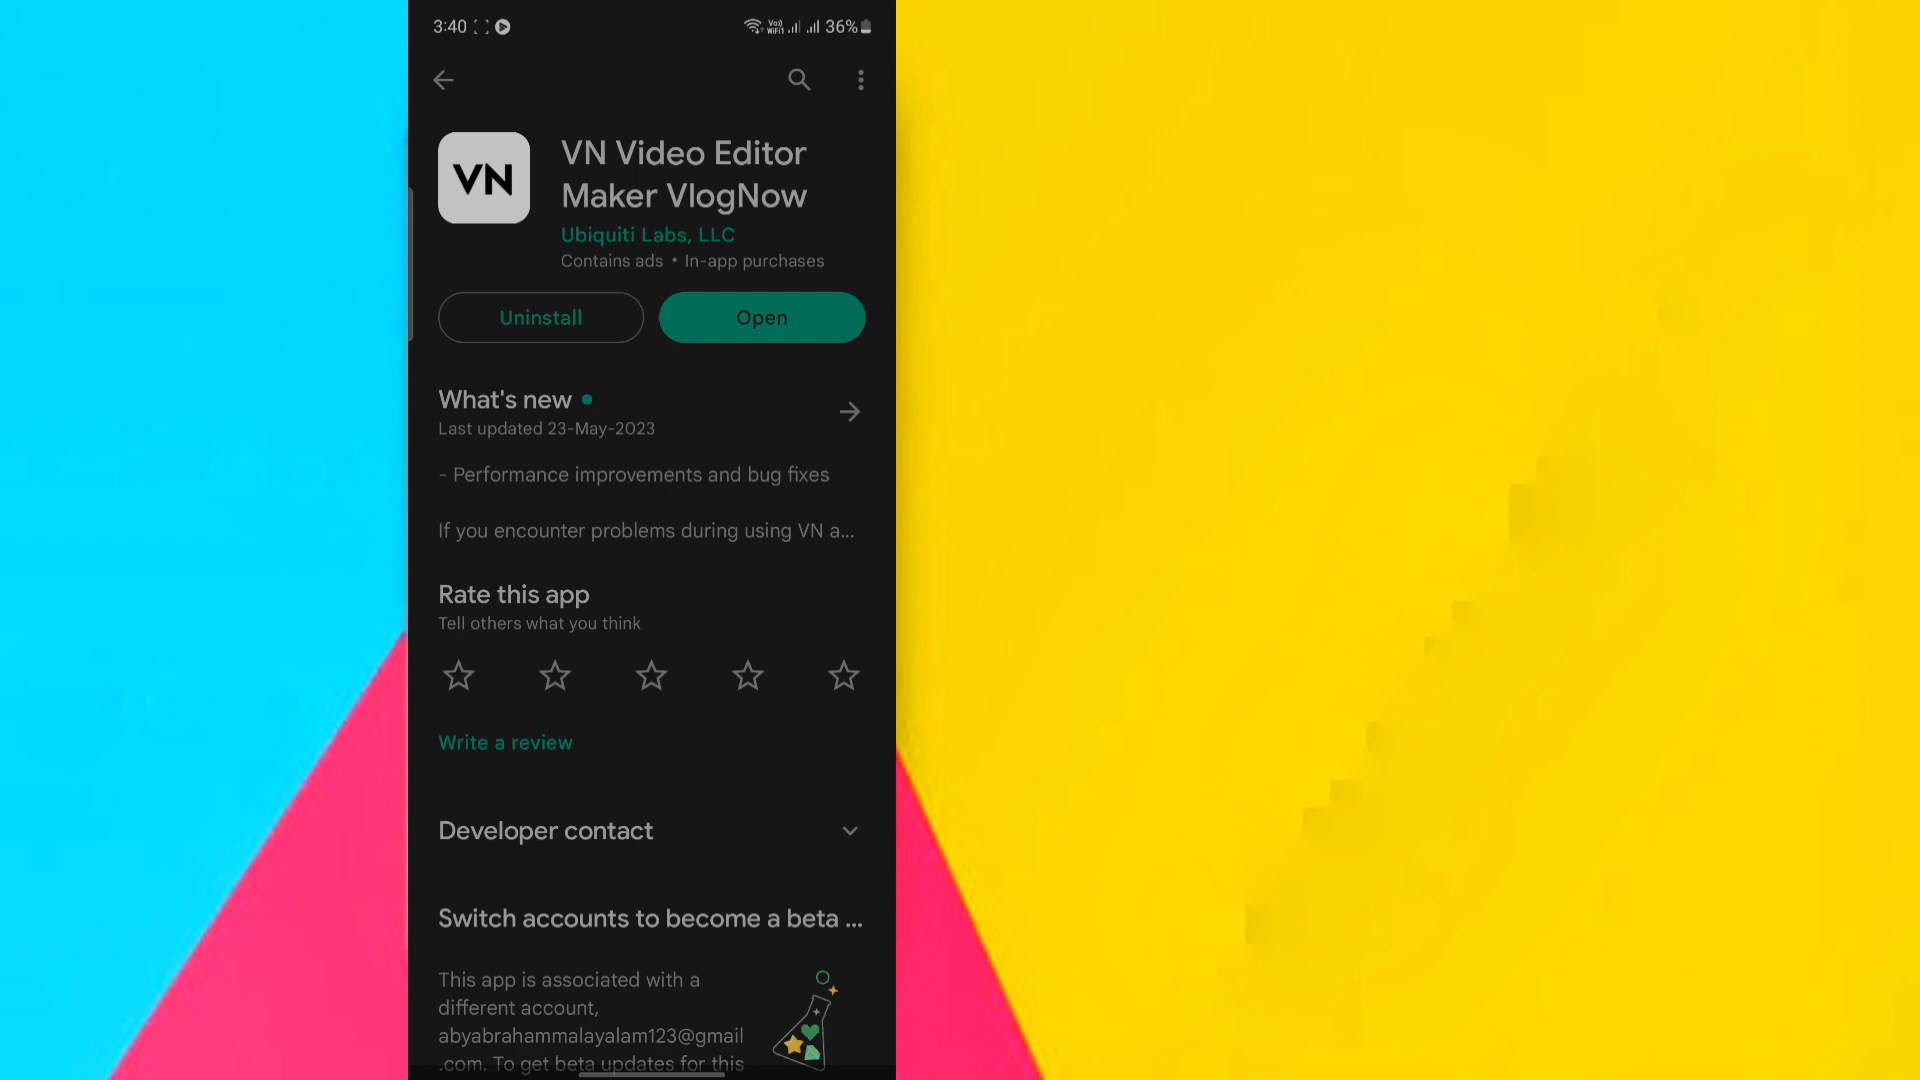 3:40
Vo)) WiFi1
36%
VN
VN Video Editor
Maker VlogNow
Ubiquiti Labs, LLC
Contains ads • In-app purchases
Uninstall
Open
What's new
Last updated 23-May-2023
- Performance improvements and bug fixes
If you encounter problems during using VN a...
Rate this app
Tell others what you think
Write a review
Developer contact
Switch accounts to become a beta ...
This app is associated with a
different account,
abyabrahammalayalam123@gmail
.com. To get beta updates for this